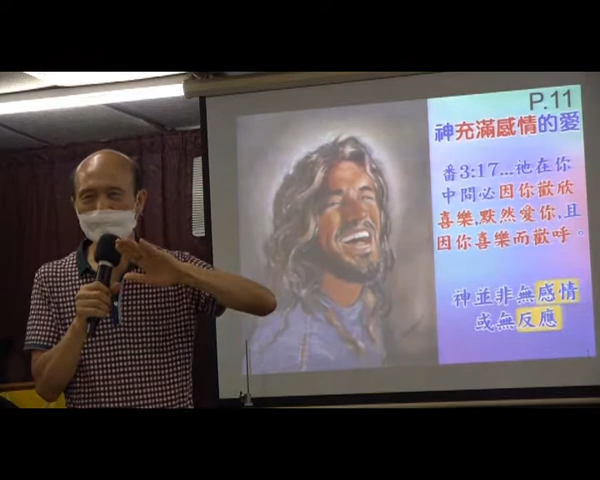 P.11
神充滿感情的愛
番3:17...祂在你
中間必因你歡欣
喜樂,默然愛你,且
因你喜樂而歡呼。
神並非無感情
或無反應